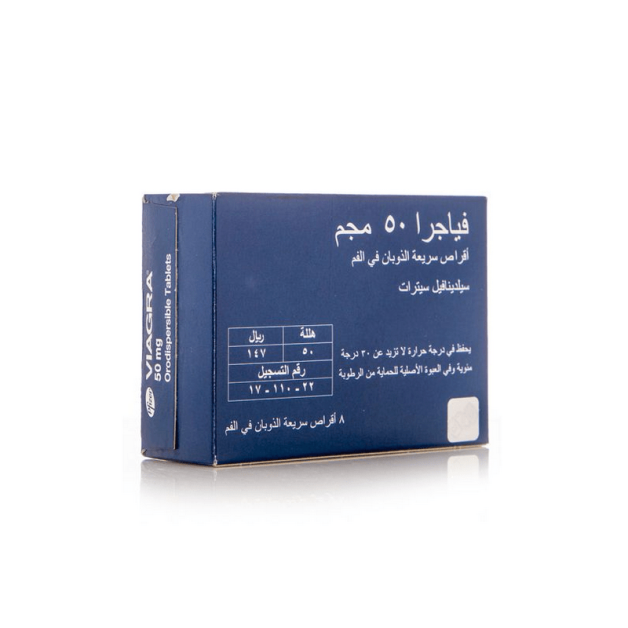 فياجرا ٥٠ مجم
أقراص سريعة الذوبان في الفم
سيلدينافيل سيترات
يحفظ في درجة حرارة لا تزيد عن ٣٠ درجة
مئوية وفي العبوة الأصلية للحماية من الرطوبة
هللة ريال
٥٠ ١٤٧
رقم التسجيل
٢٢ - ١١٠ - ١٧
٨ أقراص سريعة الذوبان في الفم
VIAGRA
50 mg
Orodispersible Tablets
Pfizer